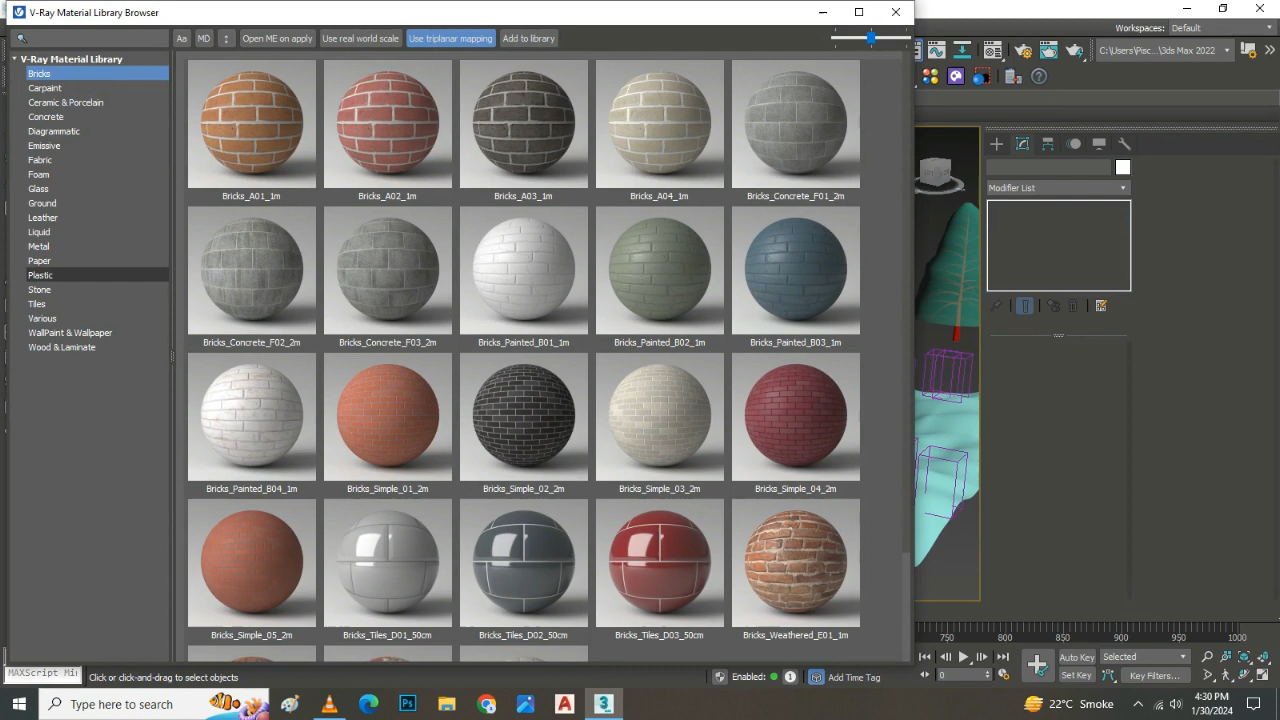 V-Ray Material Library Browser
Workspaces: Default
Aa MD Open ME on apply Use real world scale Use triplanar mapping Add to library
C:\Users\Pisc...\3ds Max 2022
V-Ray Material Library
Bricks
Carpaint
Ceramic & Porcelain
Concrete
Diagrammatic
Emissive
Fabric
Foam
Glass
Ground
Leather
Liquid
Metal
Paper
Plastic
Stone
Tiles
Various
WallPaint & Wallpaper
Wood & Laminate
Bricks_A01_1m Bricks_A02_1m Bricks_A03_1m Bricks_A04_1m Bricks_Concrete_F01_2m
Bricks_Concrete_F02_2m Bricks_Concrete_F03_2m Bricks_Painted_B01_1m Bricks_Painted_B02_1m Bricks_Painted_B03_1m
Bricks_Painted_B04_1m Bricks_Simple_01_2m Bricks_Simple_02_2m Bricks_Simple_03_2m Bricks_Simple_04_2m
Bricks_Simple_05_2m Bricks_Tiles_D01_50cm Bricks_Tiles_D02_50cm Bricks_Tiles_D03_50cm Bricks_Weathered_E01_1m
Modifier List
750 800 850 900 950 1000
Auto Key Selected
Set Key Key Filters...
0
MAXScript Mi
Click or click-and-drag to select objects
Enabled: 1 Add Time Tag
Type here to search
Ps A 3
22°C Smoke
4:30 PM
1/30/2024